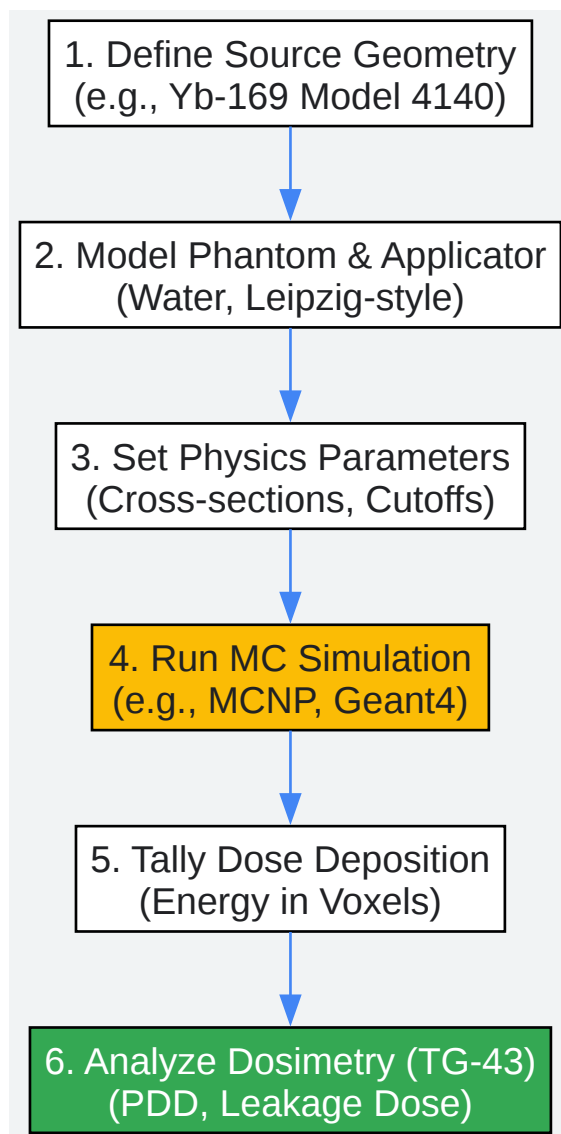 1. Define Source Geometry
(e.g., Yb-169 Model 4140)
2. Model Phantom & Applicator
(Water, Leipzig-style)
3. Set Physics Parameters
(Cross-sections, Cutoffs)
4. Run MC Simulation
(e.g., MCNP, Geant4)
5. Tally Dose Deposition
(Energy in Voxels)
6. Analyze Dosimetry (TG-43)
(PDD, Leakage Dose)